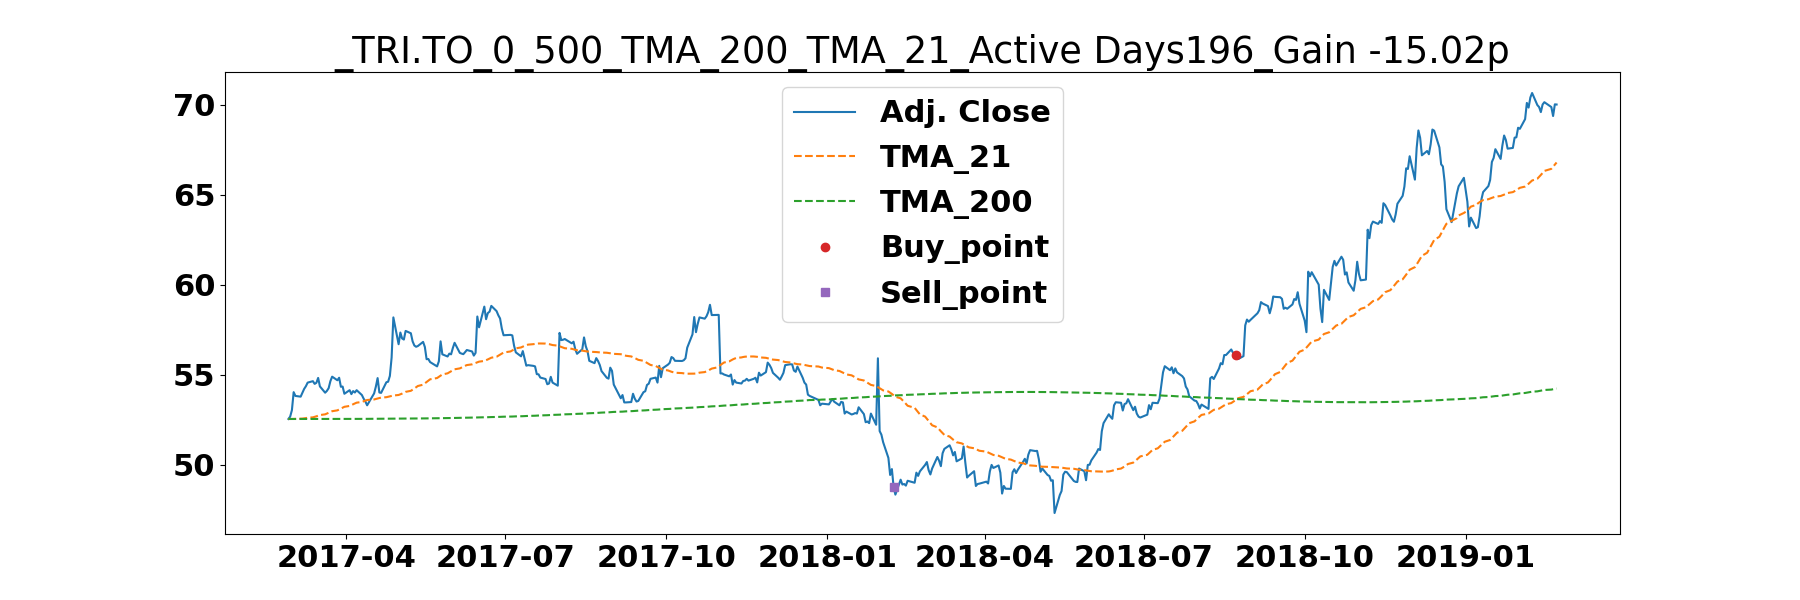 _TRI.TO_0_500_TMA_200_TMA_21_Active Days196_Gain -15.02p
70
65
60
55
50
Adj. Close
TMA_21
TMA_200
Buy_point
Sell_point
2017-04 2017-07 2017-10 2018-01 2018-04 2018-07 2018-10 2019-01